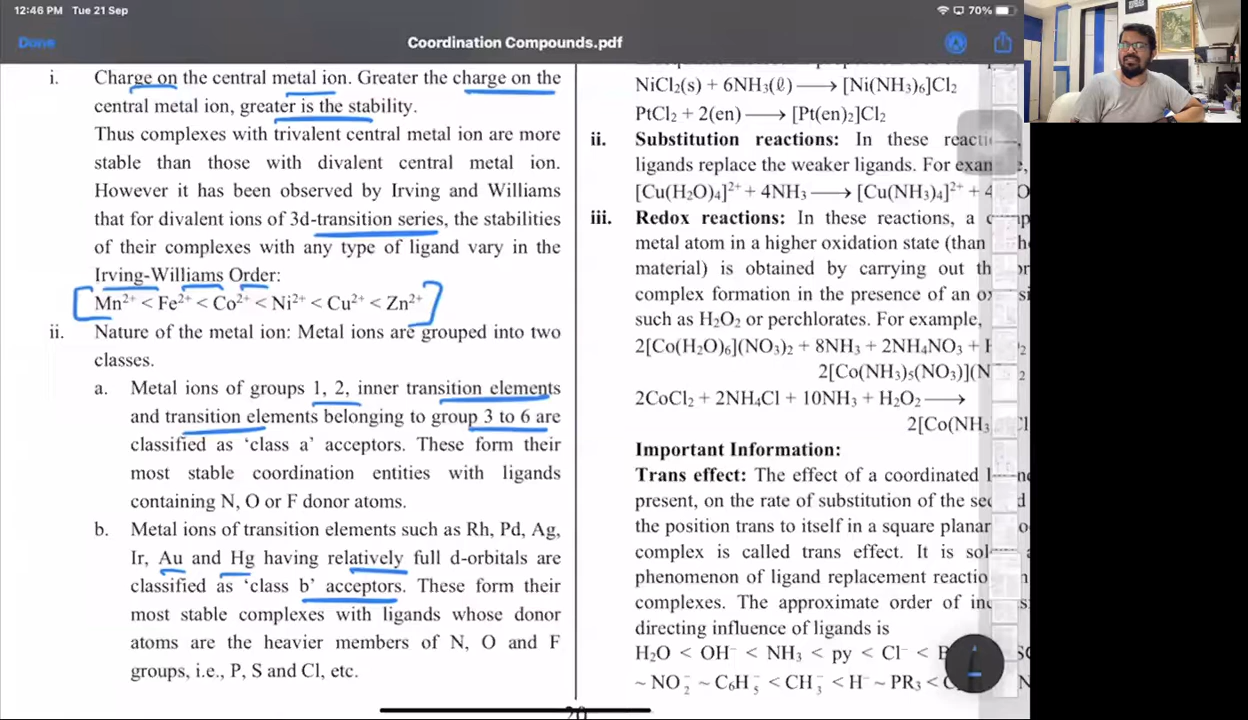 12:46 PM Tue 21 Sep
70%
Done
Coordination Compounds.pdf
i. Charge on the central metal ion. Greater the charge on the
central metal ion, greater is the stability.
Thus complexes with trivalent central metal ion are more
stable than those with divalent central metal ion.
However it has been observed by Irving and Williams
that for divalent ions of 3d-transition series, the stabilities
of their complexes with any type of ligand vary in the
Irving-Williams Order:
Mn²⁺ < Fe²⁺ < Co²⁺ < Ni²⁺ < Cu²⁺ < Zn²⁺
ii. Nature of the metal ion: Metal ions are grouped into two
classes.
a. Metal ions of groups 1, 2, inner transition elements
and transition elements belonging to group 3 to 6 are
classified as ‘class a’ acceptors. These form their
most stable coordination entities with ligands
containing N, O or F donor atoms.
b. Metal ions of transition elements such as Rh, Pd, Ag,
Ir, Au and Hg having relatively full d-orbitals are
classified as ‘class b’ acceptors. These form their
most stable complexes with ligands whose donor
atoms are the heavier members of N, O and F
groups, i.e., P, S and Cl, etc.
NiCl₂(s) + 6NH₃(ℓ) ⟶ [Ni(NH₃)₆]Cl₂
PtCl₂ + 2(en) ⟶ [Pt(en)₂]Cl₂
ii. Substitution reactions: In these
ligands replace the weaker ligands. For
[Cu(H₂O)₄]²⁺ + 4NH₃ ⟶ [Cu(NH₃)₄]²⁺ +
iii. Redox reactions: In these reactions, a
metal atom in a higher oxidation state (than
material) is obtained by carrying out
complex formation in the presence of an
such as H₂O₂ or perchlorates. For example,
2[Co(H₂O)₆](NO₃)₂ + 8NH₃ + 2NH₄NO₃ +
2[Co(NH₃)₅(NO₃)]
2CoCl₂ + 2NH₄Cl + 10NH₃ + H₂O₂ ⟶
2[Co(NH₃
Important Information:
Trans effect: The effect of a coordinated
present, on the rate of substitution of the
the position trans to itself in a square planar
complex is called trans effect. It is
phenomenon of ligand replacement
complexes. The approximate order of
directing influence of ligands is
H₂O < OH⁻ < NH₃ < py < Cl⁻ <
~ NO₂⁻ ~ C₆H₅⁻ < CH₃⁻ < H⁻ ~ PR₃ <